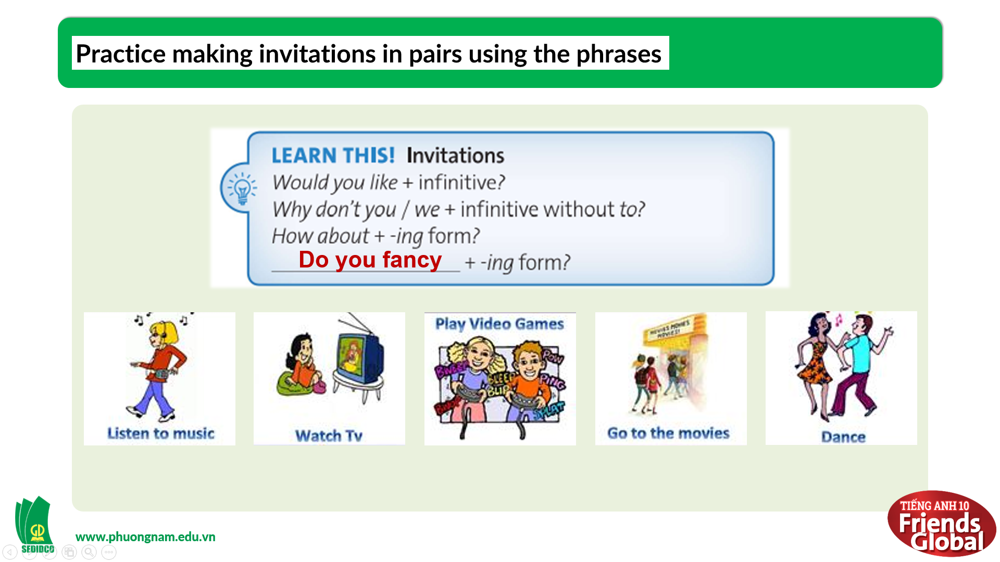 Practice making invitations in pairs using the phrases
LEARN THIS! Invitations
Would you like + infinitive?
Why don't you / we + infinitive without to?
How about + -ing form?
Do you fancy + -ing form?
Listen to music
Watch Tv
Play Video Games
BLEEP
BLIP
POW
PING
SPLAT
MOVIES MOVIES
MOVIES!
Go to the movies
Dance
GD
SEDIDCO
www.phuongnam.edu.vn
TIẾNG ANH 10
Friends
Global